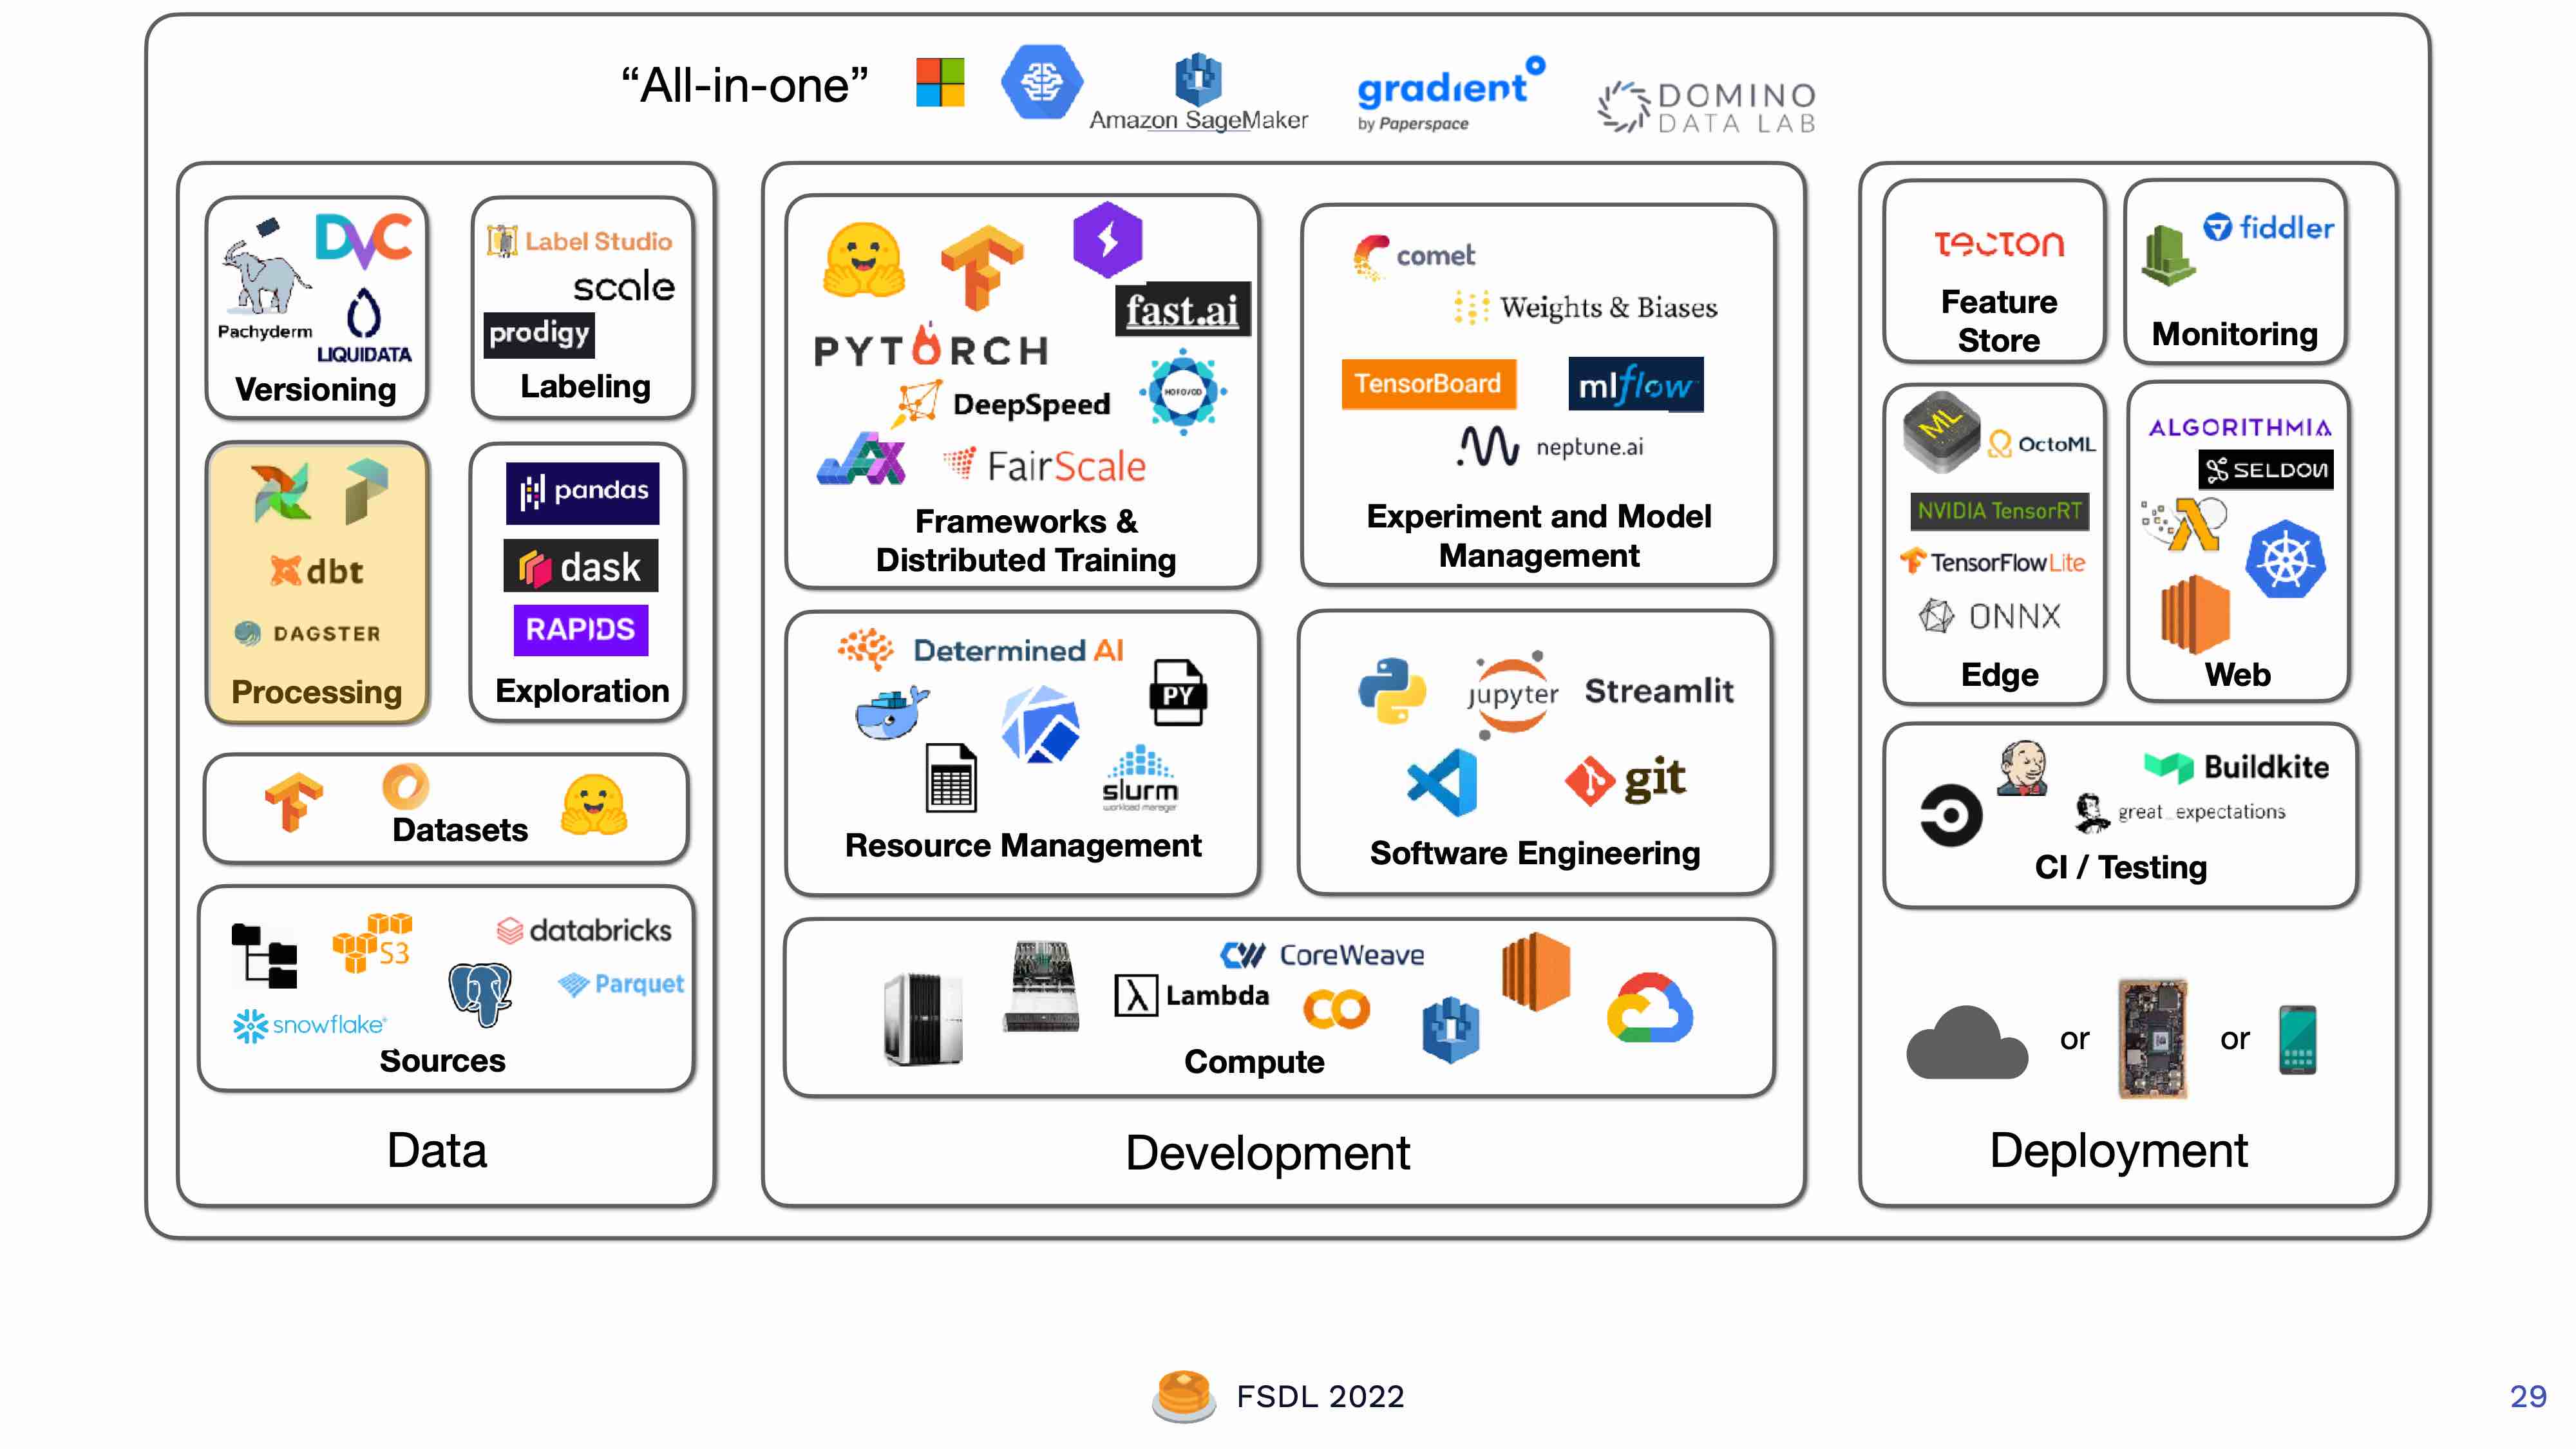 “All-in-one”
Amazon SageMaker
gradient
by Paperspace
DOMINO
DATA LAB
DVC
Pachyderm
LIQUIDATA
Versioning
Label Studio
scale
prodigy
Labeling
dbt
DAGSTER
Processing
pandas
dask
RAPIDS
Exploration
Datasets
S3
databricks
Parquet
snowflake
Sources
Data
fast.ai
PYTORCH
HOROVOD
DeepSpeed
JAX
FairScale
Frameworks &
Distributed Training
comet
Weights & Biases
TensorBoard
mlflow
neptune.ai
Experiment and Model
Management
Determined AI
PY
slurm
workload manager
Resource Management
jupyter
Streamlit
git
Software Engineering
CoreWeave
Lambda
Compute
Development
TECTON
Feature
Store
fiddler
Monitoring
ML
OctoML
NVIDIA TensorRT
TensorFlow Lite
ONNX
Edge
ALGORITHMIA
SELDON
Web
Buildkite
great_expectations
CI / Testing
or
or
Deployment
FSDL 2022
29